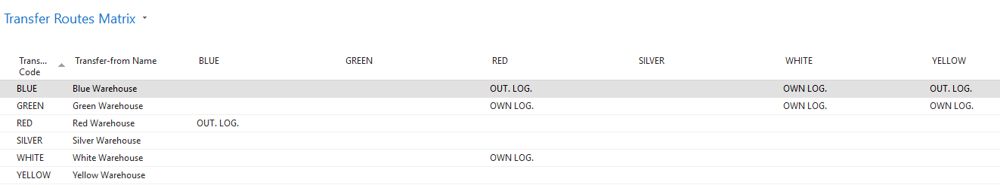 Transfer Routes Matrix
Trans... Code Transfer-from Name BLUE GREEN RED SILVER WHITE YELLOW
BLUE Blue Warehouse OUT. LOG. OWN LOG. OUT. LOG.
GREEN Green Warehouse OWN LOG. OWN LOG. OWN LOG.
RED Red Warehouse OUT. LOG.
SILVER Silver Warehouse
WHITE White Warehouse OWN LOG.
YELLOW Yellow Warehouse